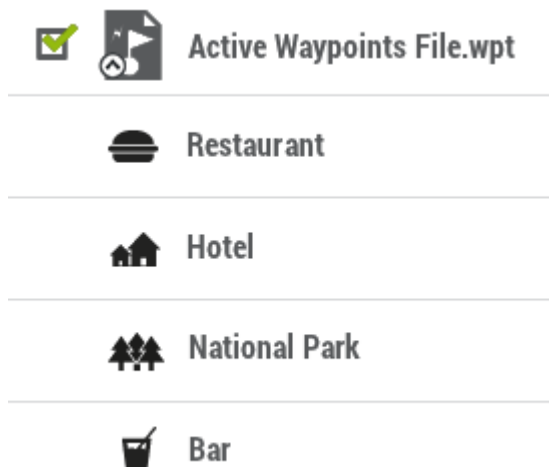 Active Waypoints File.wpt
Restaurant
Hotel
National Park
Bar